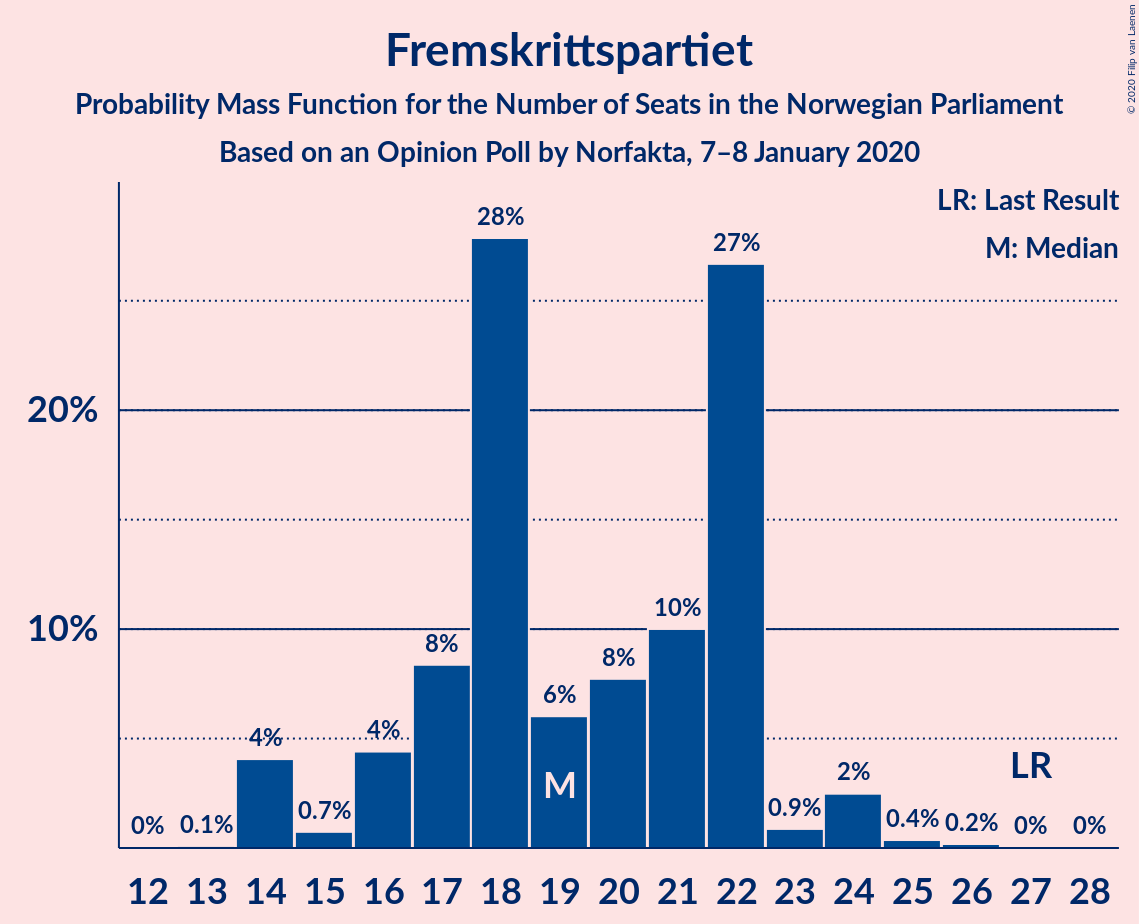 Fremskrittspartiet
Probability Mass Function for the Number of Seats in the Norwegian Parliament
Based on an Opinion Poll by Norfakta, 7–8 January 2020
© 2020 Filip van Laenen
LR: Last Result
M: Median
20%
10%
0%
0.1%
4%
0.7%
4%
8%
28%
6%
8%
10%
27%
0.9%
2%
0.4%
0.2%
0%
0%
M
LR
12 13 14 15 16 17 18 19 20 21 22 23 24 25 26 27 28